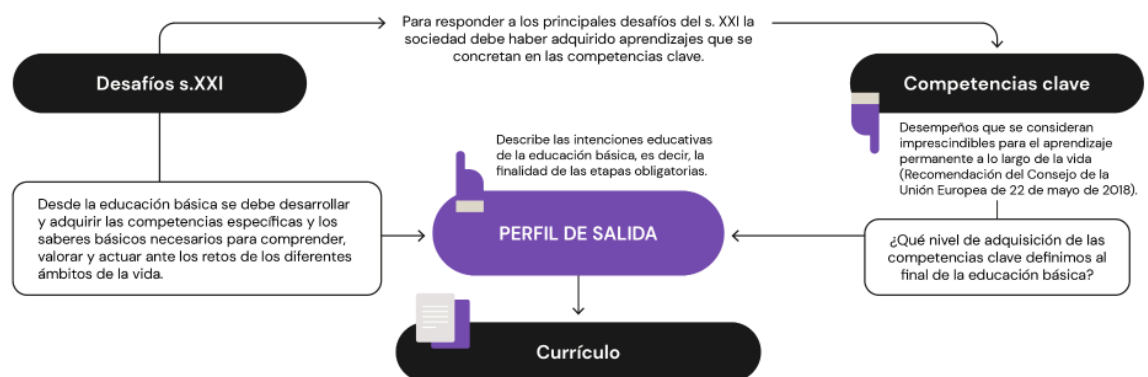 Para responder a los principales desafíos del s. XXI la
sociedad debe haber adquirido aprendizajes que se
concretan en las competencias clave.
Desafíos s.XXI
Competencias clave
Desempeños que se consideran
imprescindibles para el aprendizaje
permanente a lo largo de la vida
(Recomendación del Consejo de la
Unión Europea de 22 de mayo de 2018).
Describe las intenciones educativas
de la educación básica, es decir, la
finalidad de las etapas obligatorias.
Desde la educación básica se debe desarrollar
y adquirir las competencias específicas y los
saberes básicos necesarios para comprender,
valorar y actuar ante los retos de los diferentes
ámbitos de la vida.
PERFIL DE SALIDA
¿Qué nivel de adquisición de las
competencias clave definimos al
final de la educación básica?
Currículo